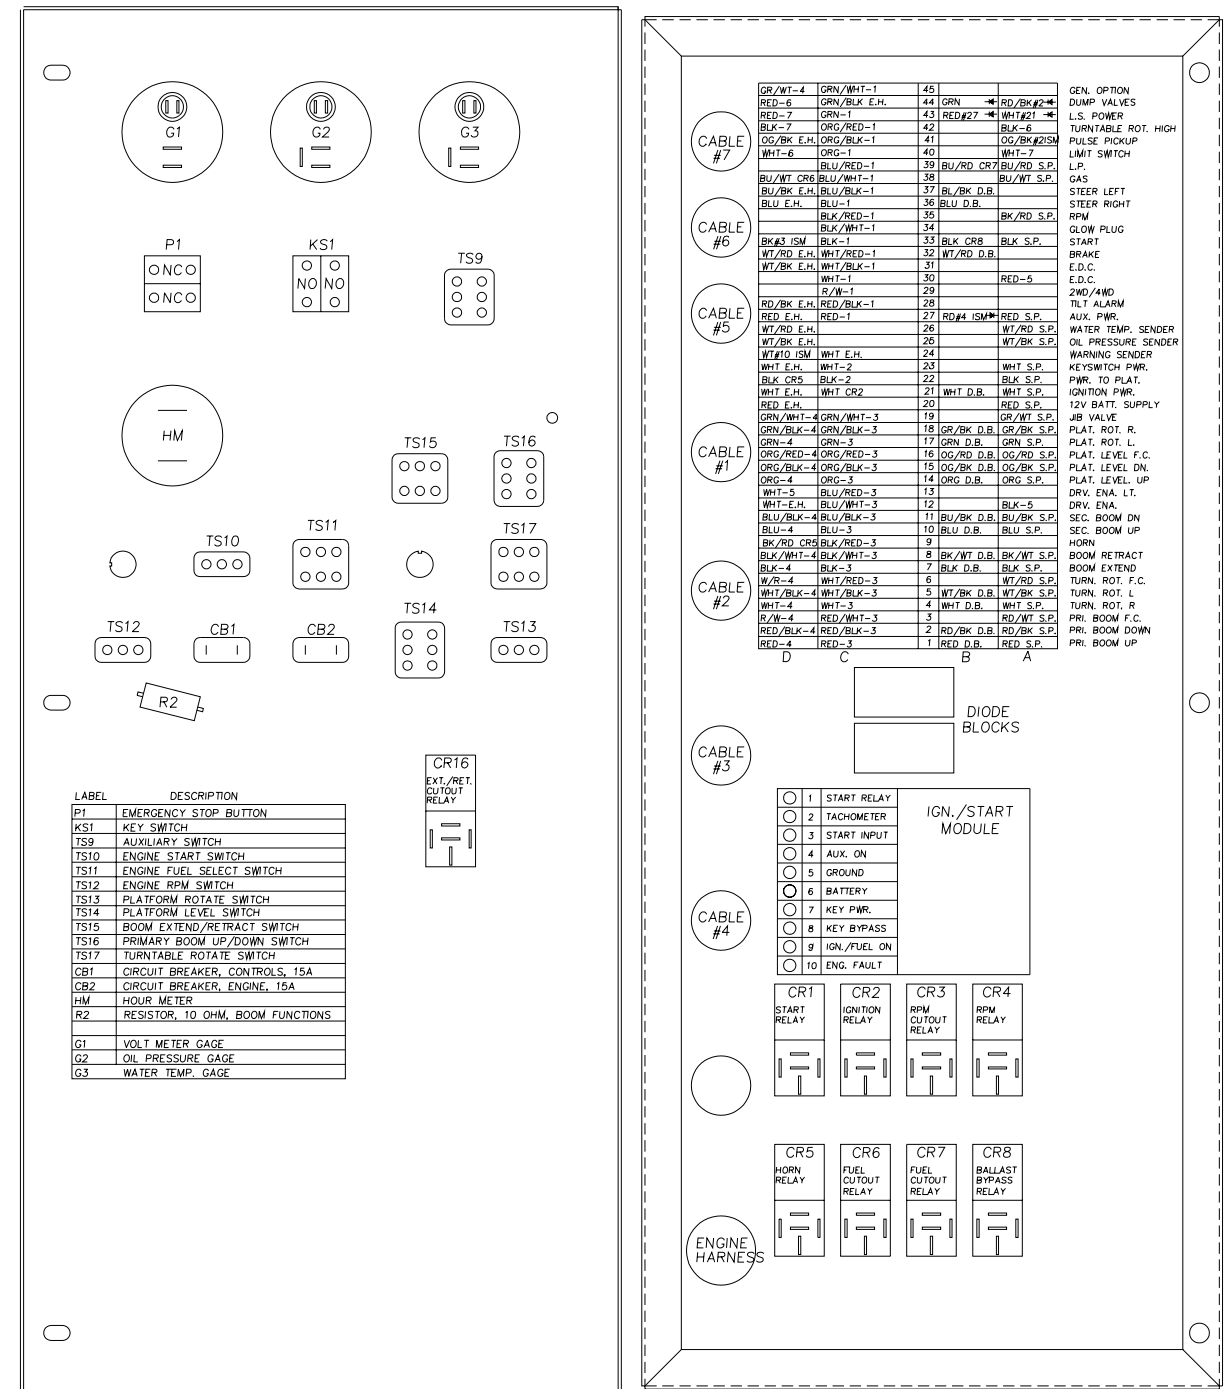 G1
G2
G3
P1
NC
NC
KS1
NO NO
TS9
HM
TS15
TS16
TS10
TS11
TS17
TS12
CB1
CB2
TS14
TS13
R2
CR16
EXT./RET.
CUTOUT
RELAY
LABEL DESCRIPTION
P1 EMERGENCY STOP BUTTON
KS1 KEY SWITCH
TS9 AUXILIARY SWITCH
TS10 ENGINE START SWITCH
TS11 ENGINE FUEL SELECT SWITCH
TS12 ENGINE RPM SWITCH
TS13 PLATFORM ROTATE SWITCH
TS14 PLATFORM LEVEL SWITCH
TS15 BOOM EXTEND/RETRACT SWITCH
TS16 PRIMARY BOOM UP/DOWN SWITCH
TS17 TURNTABLE ROTATE SWITCH
CB1 CIRCUIT BREAKER, CONTROLS, 15A
CB2 CIRCUIT BREAKER, ENGINE, 15A
HM HOUR METER
R2 RESISTOR, 10 OHM, BOOM FUNCTIONS
G1 VOLT METER GAGE
G2 OIL PRESSURE GAGE
G3 WATER TEMP. GAGE
CABLE
#7
CABLE
#6
CABLE
#5
CABLE
#1
CABLE
#2
CABLE
#3
CABLE
#4
ENGINE
HARNESS
GR/WT-4 GRN/WHT-1 45 GEN. OPTION
RED-6 GRN/BLK E.H. 44 GRN RD/BK#2 DUMP VALVES
RED-7 GRN-1 43 RED#27 WHT#21 L.S. POWER
BLK-7 ORG/RED-1 42 BLK-6 TURNTABLE ROT. HIGH
OG/BK E.H. ORG/BLK-1 41 OG/BK#2ISM PULSE PICKUP
WHT-6 ORG-1 40 WHT-7 LIMIT SWITCH
BLU/RED-1 39 BU/RD CR7 BU/RD S.P. L.P.
BU/WT CR6 BLU/WHT-1 38 BU/WT S.P. GAS
BU/BK E.H. BLU/BLK-1 37 BL/BK D.B. STEER LEFT
BLU E.H. BLU-1 36 BLU D.B. STEER RIGHT
BLK/RED-1 35 BK/RD S.P. RPM
BLK/WHT-1 34 GLOW PLUG
BK#3 ISM BLK-1 33 BLK CR8 BLK S.P. START
WT/RD E.H. WHT/RED-1 32 WT/RD D.B. BRAKE
WT/BK E.H. WHT/BLK-1 31 E.D.C.
WHT-1 30 RED-5 E.D.C.
R/W-1 29 2WD/4WD
RD/BK E.H. RED/BLK-1 28 TILT ALARM
RED E.H. RED-1 27 RD#4 ISM RED S.P. AUX. PWR.
WT/RD E.H. 26 WT/RD S.P. WATER TEMP. SENDER
WT/BK E.H. 25 WT/BK S.P. OIL PRESSURE SENDER
WT#10 ISM WHT E.H. 24 WARNING SENDER
WHT E.H. WHT-2 23 WHT S.P. KEYSWITCH PWR.
BLK CR5 BLK-2 22 BLK S.P. PWR. TO PLAT.
WHT E.H. WHT CR2 21 WHT D.B. WHT S.P. IGNITION PWR.
RED E.H. 20 RED S.P. 12V BATT. SUPPLY
GRN/WHT-4 GRN/WHT-3 19 GR/WT S.P. JIB VALVE
GRN/BLK-4 GRN/BLK-3 18 GR/BK D.B. GR/BK S.P. PLAT. ROT. R.
GRN-4 GRN-3 17 GRN D.B. GRN S.P. PLAT. ROT. L.
ORG/RED-4 ORG/RED-3 16 OG/RD D.B. OG/RD S.P. PLAT. LEVEL F.C.
ORG/BLK-4 ORG/BLK-3 15 OG/BK D.B. OG/BK S.P. PLAT. LEVEL DN.
ORG-4 ORG-3 14 ORG D.B. ORG S.P. PLAT. LEVEL. UP
WHT-5 BLU/RED-3 13 DRV. ENA. LT.
WHT-E.H. BLU/WHT-3 12 BLK-5 DRV. ENA.
BLU/BLK-4 BLU/BLK-3 11 BU/BK D.B. BU/BK S.P. SEC. BOOM DN
BLU-4 BLU-3 10 BLU D.B. BLU S.P. SEC. BOOM UP
BK/RD CR5 BLK/RED-3 9 HORN
BLK/WHT-4 BLK/WHT-3 8 BK/WT D.B. BK/WT S.P. BOOM RETRACT
BLK-4 BLK-3 7 BLK D.B. BLK S.P. BOOM EXTEND
W/R-4 WHT/RED-3 6 WT/RD S.P. TURN. ROT. F.C.
WHT/BLK-4 WHT/BLK-3 5 WT/BK D.B. WT/BK S.P. TURN. ROT. L
WHT-4 WHT-3 4 WHT D.B. WHT S.P. TURN. ROT. R
R/W-4 RED/WHT-3 3 RD/WT S.P. PRI. BOOM F.C.
RED/BLK-4 RED/BLK-3 2 RD/BK D.B. RD/BK S.P. PRI. BOOM DOWN
RED-4 RED-3 1 RED D.B. RED S.P. PRI. BOOM UP
D C B A
DIODE
BLOCKS
1 START RELAY
2 TACHOMETER
3 START INPUT
4 AUX. ON
5 GROUND
6 BATTERY
7 KEY PWR.
8 KEY BYPASS
9 IGN./FUEL ON
10 ENG. FAULT
IGN./START
MODULE
CR1
START
RELAY
CR2
IGNITION
RELAY
CR3
RPM
CUTOUT
RELAY
CR4
RPM
RELAY
CR5
HORN
RELAY
CR6
FUEL
CUTOUT
RELAY
CR7
FUEL
CUTOUT
RELAY
CR8
BALLAST
BYPASS
RELAY